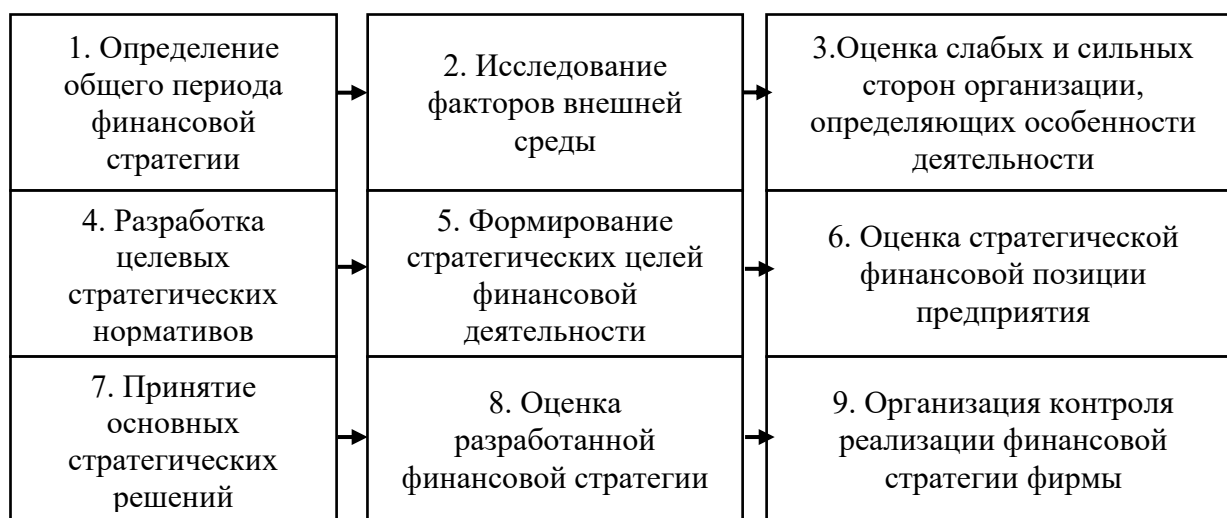 1. Определение
общего периода
финансовой
стратегии
2. Исследование
факторов внешней
среды
3.Оценка слабых и сильных
сторон организации,
определяющих особенности
деятельности
4. Разработка
целевых
стратегических
нормативов
5. Формирование
стратегических целей
финансовой
деятельности
6. Оценка стратегической
финансовой позиции
предприятия
7. Принятие
основных
стратегических
решений
8. Оценка
разработанной
финансовой стратегии
9. Организация контроля
реализации финансовой
стратегии фирмы